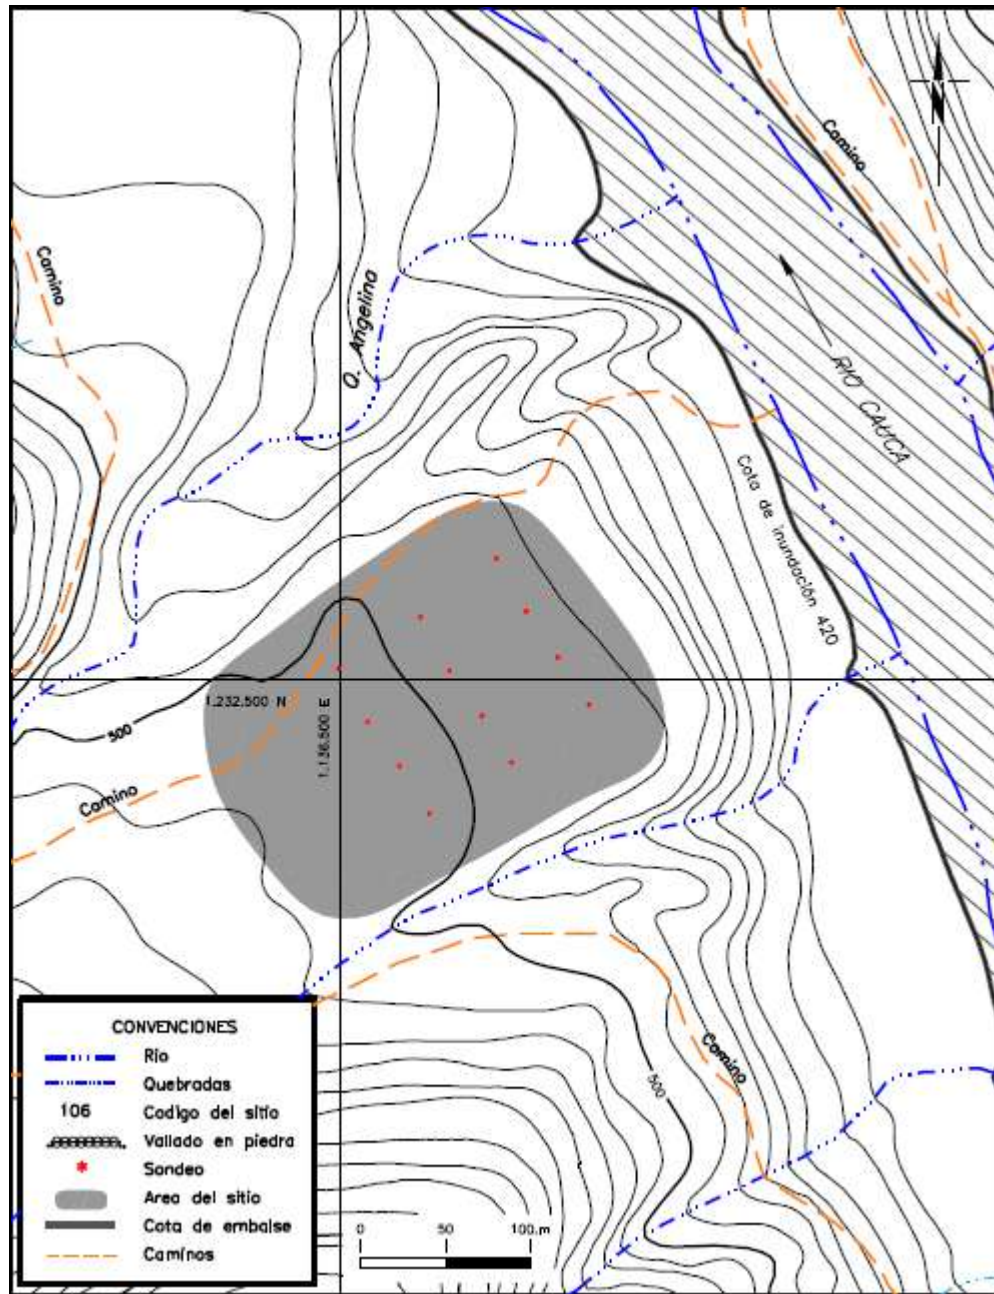 Camino
Camino
Q. Angelina
RIO CAUCA
Cota de inundación 420
1.232.500 N
1.136.500 E
500
Camino
500
Camino
CONVENCIONES
Río
Quebradas
106 Codigo del sitio
Vallado en piedra
Sondeo
Area del sitio
Cota de embalse
Caminos
0 50 100.m